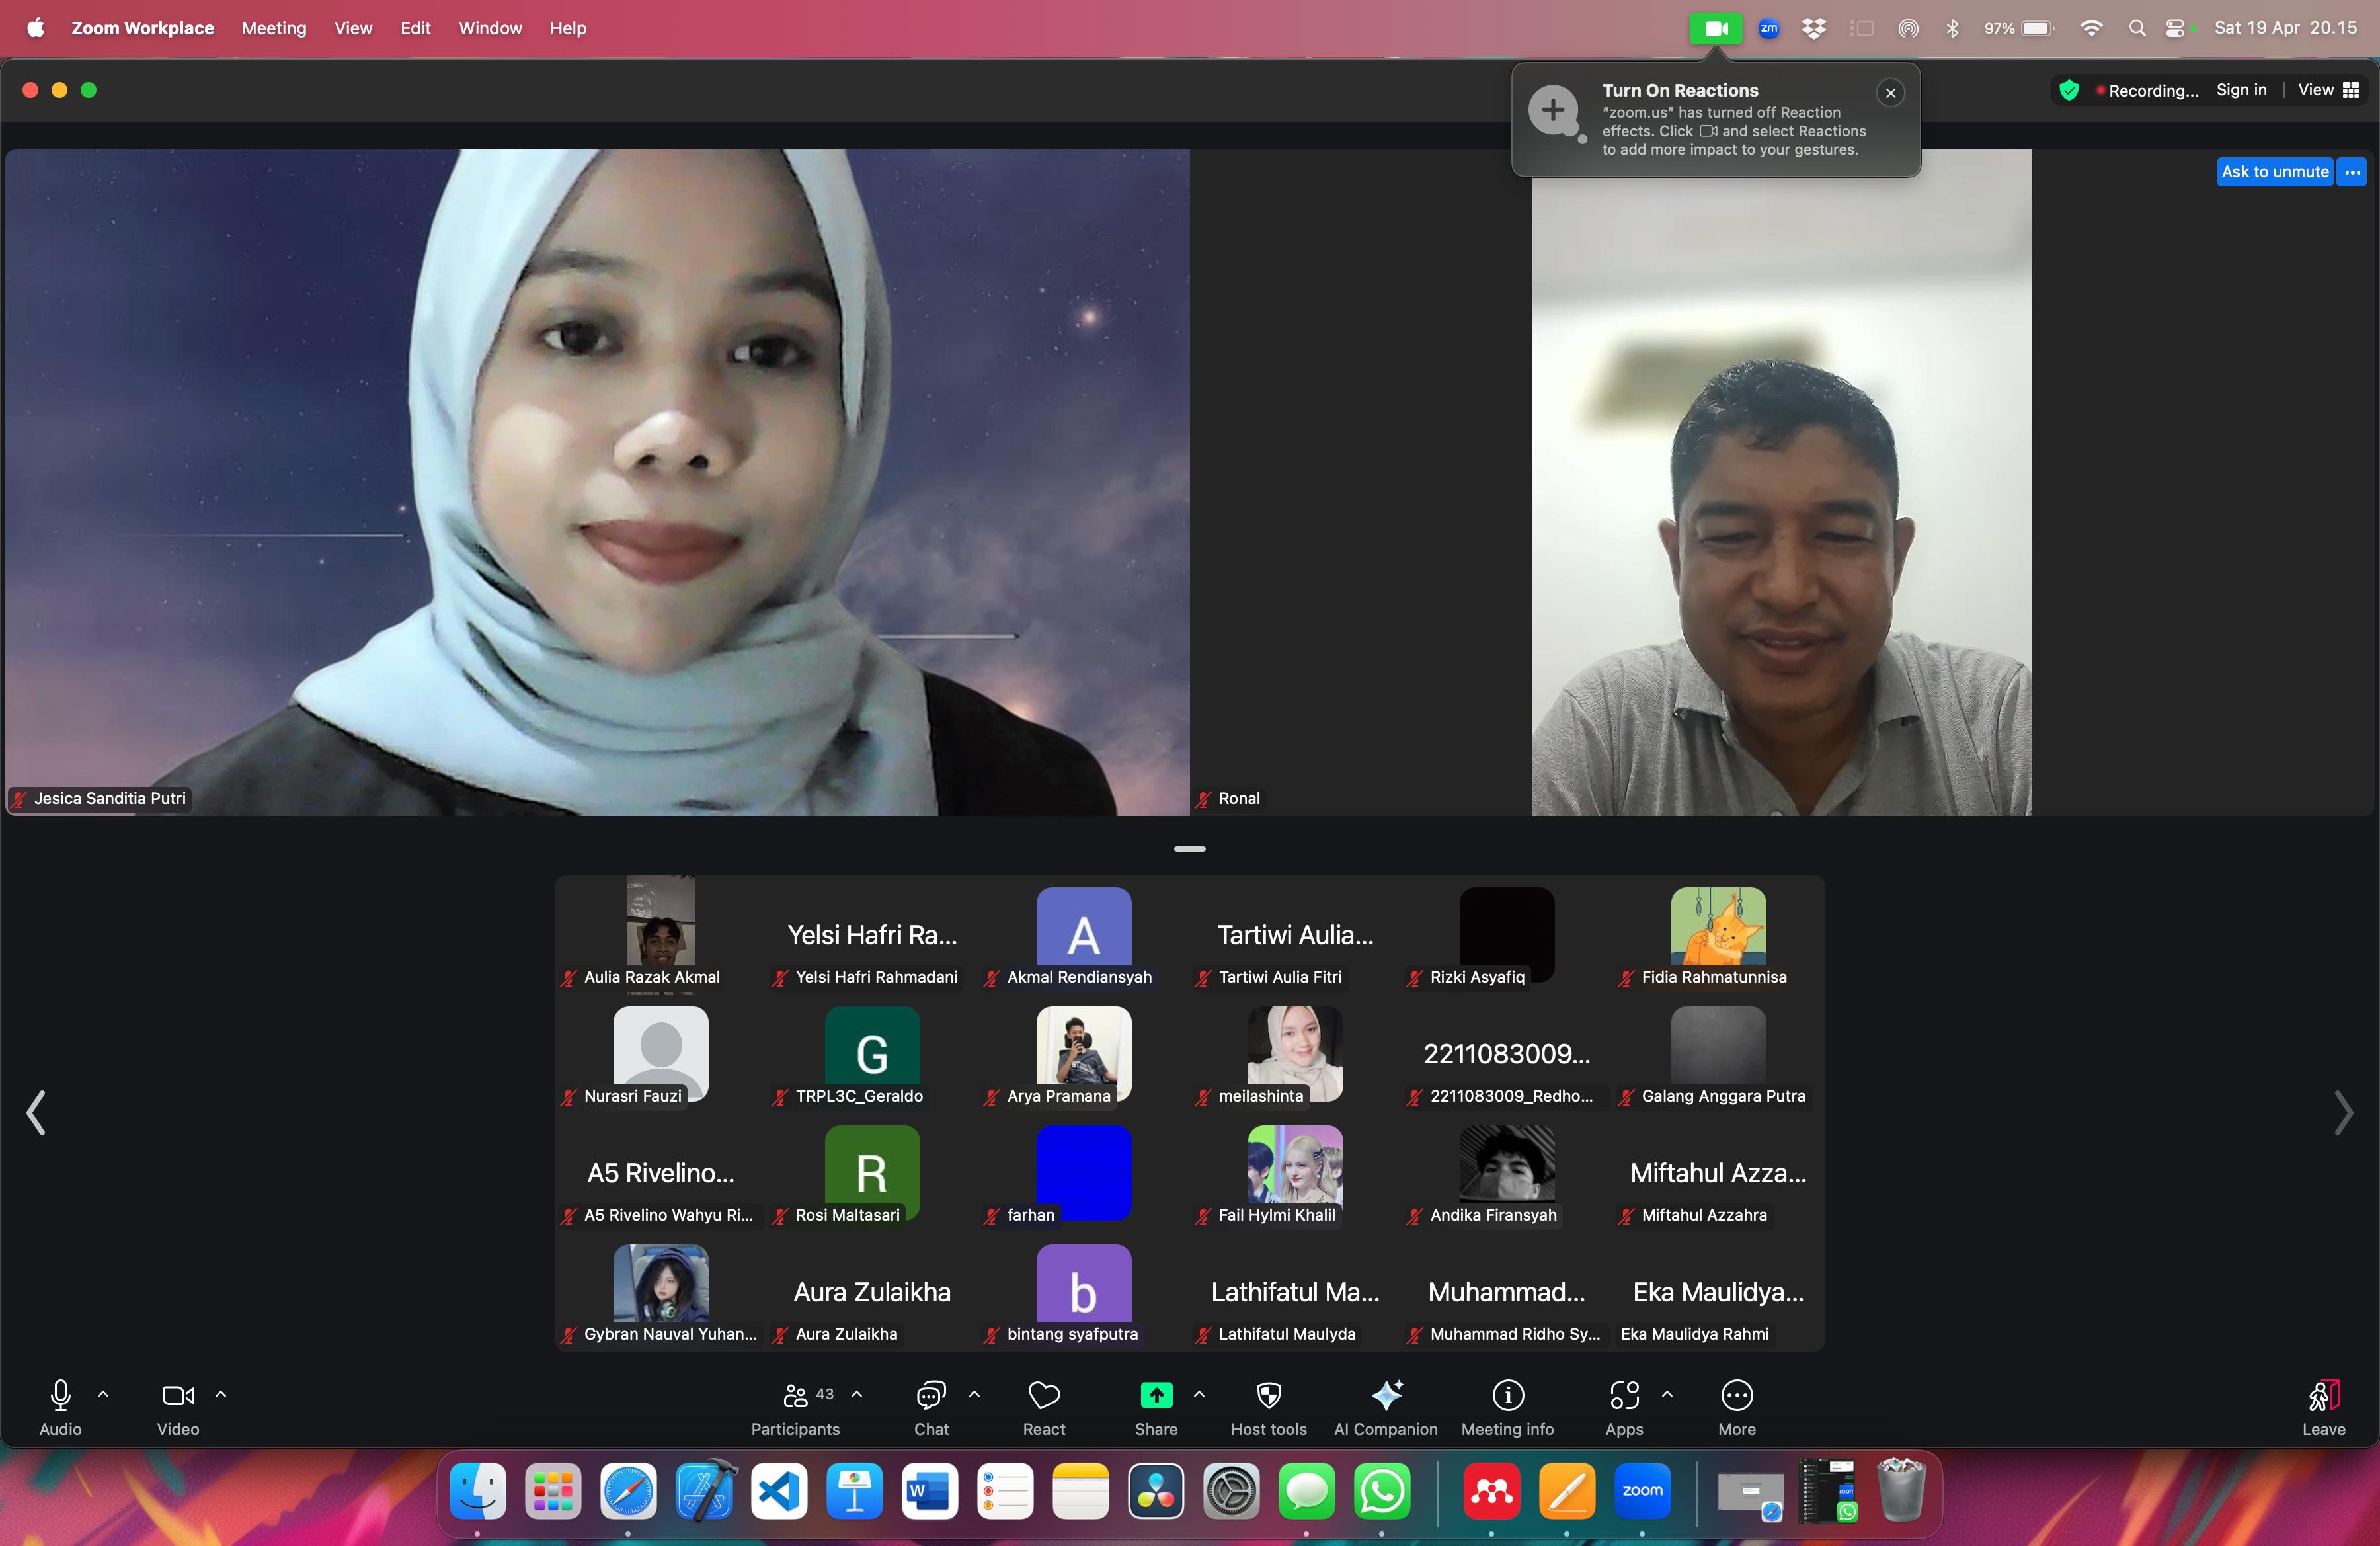 Zoom Workplace Meeting View Edit Window Help
zm
97%
Sat 19 Apr 20.15
Turn On Reactions
“zoom.us” has turned off Reaction
effects. Click and select Reactions
to add more impact to your gestures.
Recording... Sign in View
Ask to unmute
Jesica Sanditia Putri
Ronal
Aulia Razak Akmal
Yelsi Hafri Ra...
Yelsi Hafri Rahmadani
A
Akmal Rendiansyah
Tartiwi Aulia...
Tartiwi Aulia Fitri
Rizki Asyafiq
Fidia Rahmatunnisa
Nurasri Fauzi
G
TRPL3C_Geraldo
Arya Pramana
meilashinta
2211083009...
2211083009_Redho...
Galang Anggara Putra
A5 Rivelino...
A5 Rivelino Wahyu Ri...
R
Rosi Maltasari
farhan
Fail Hylmi Khalil
Andika Firansyah
Miftahul Azza...
Miftahul Azzahra
Gybran Nauval Yuhan...
Aura Zulaikha
Aura Zulaikha
b
bintang syafputra
Lathifatul Ma...
Lathifatul Maulyda
Muhammad...
Muhammad Ridho Sy...
Eka Maulidya...
Eka Maulidya Rahmi
Audio
Video
43
Participants
Chat
React
Share
Host tools
AI Companion
Meeting info
Apps
More
Leave
W
zoom